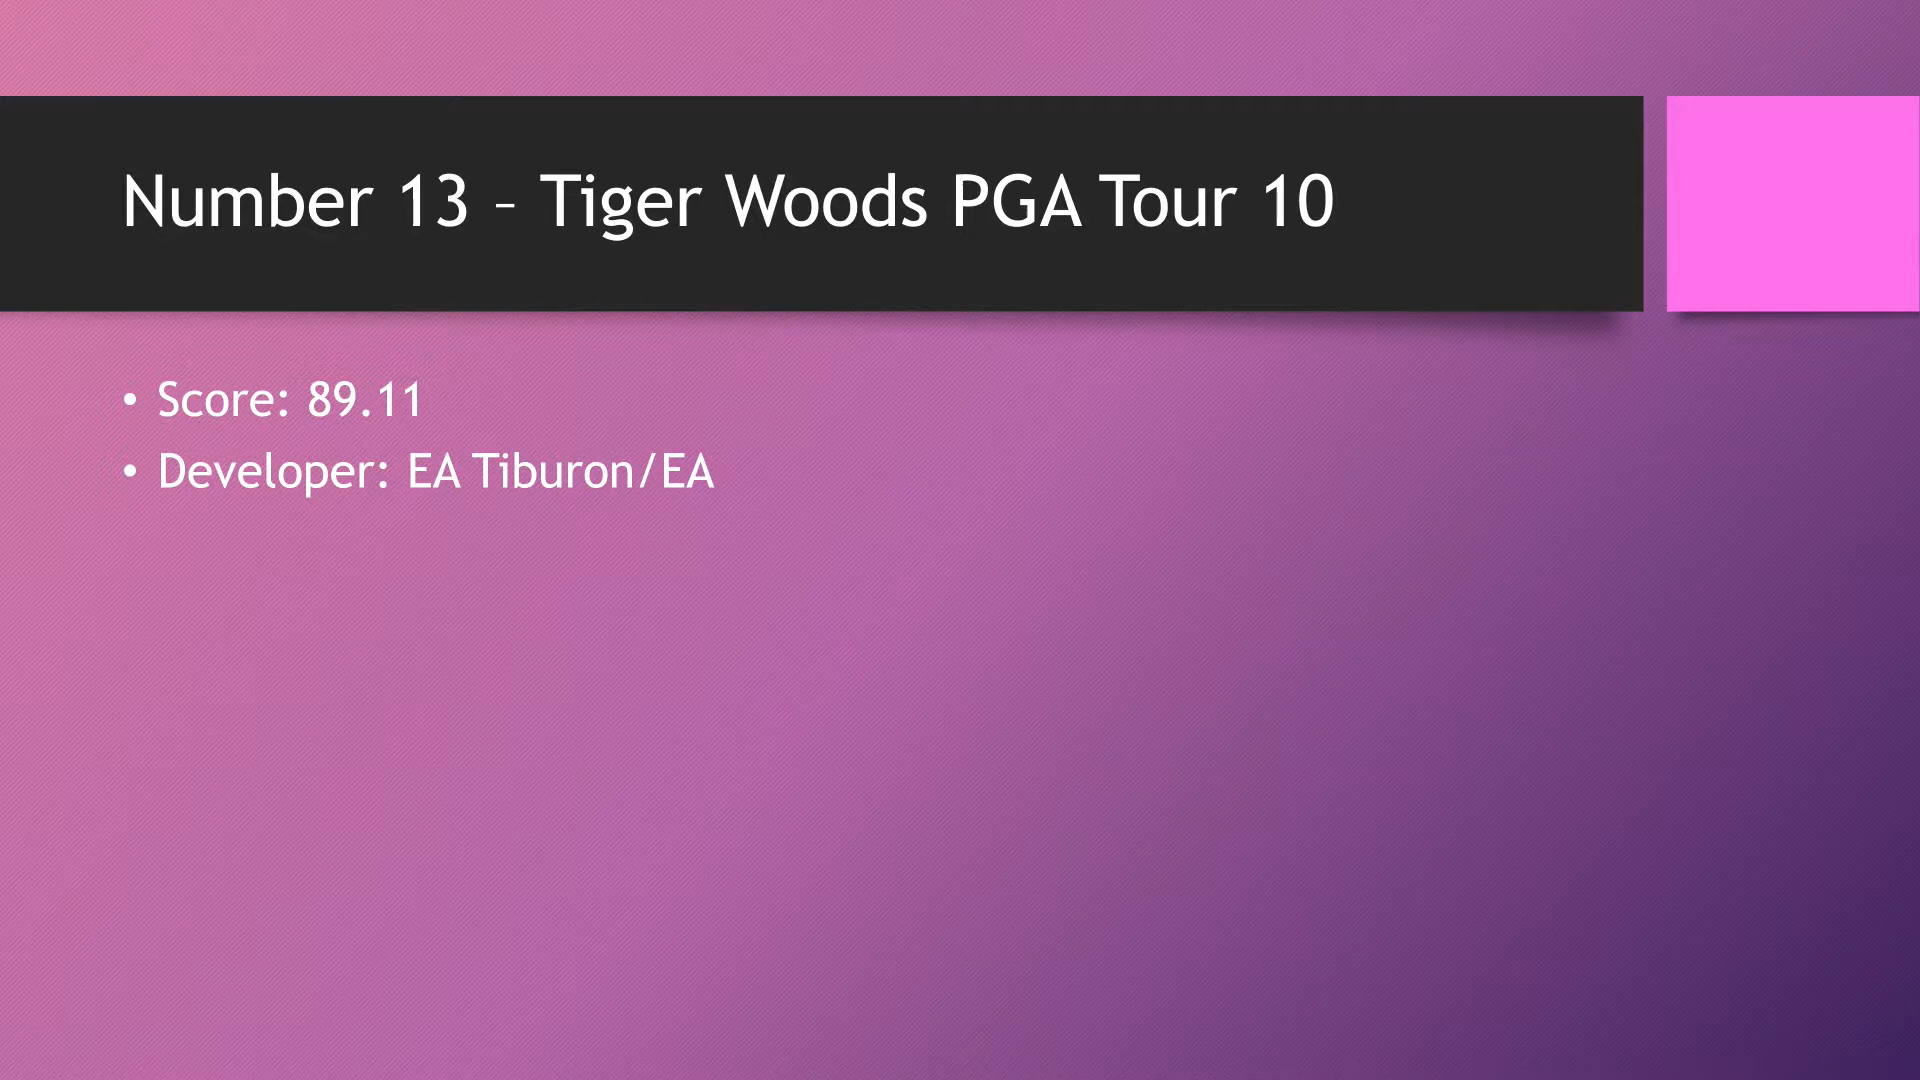 Number 13 – Tiger Woods PGA Tour 10
• Score: 89.11
• Developer: EA Tiburon/EA